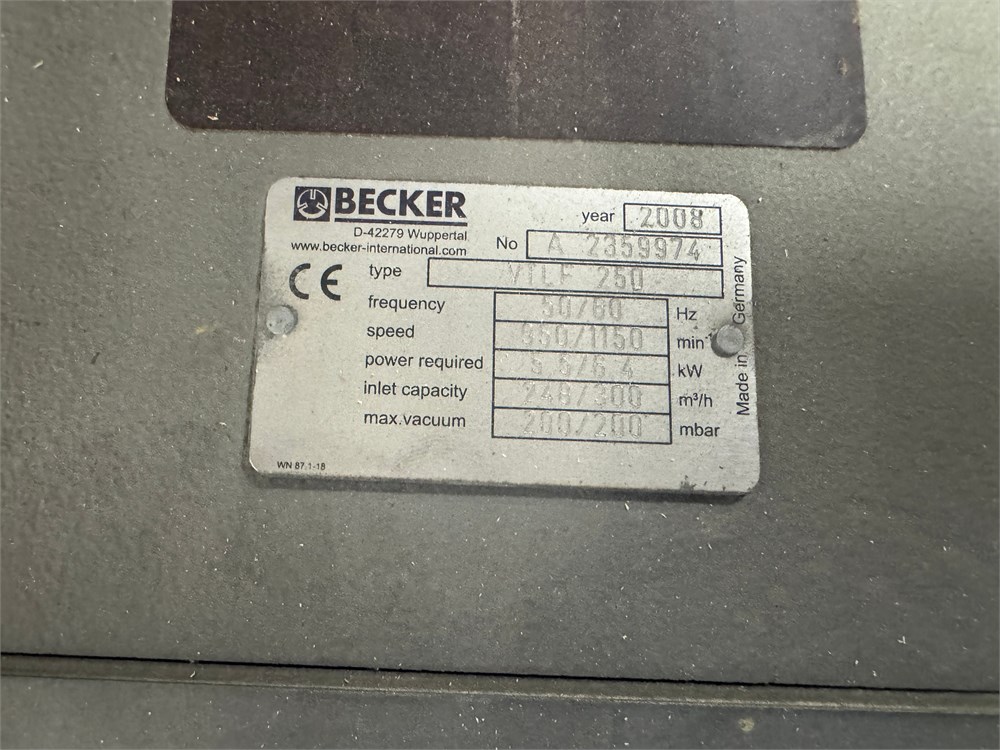 BECKER
D-42279 Wuppertal
www.becker-international.com
year 2008
No A 2359974
CE type VTLF 250
frequency 50/60 Hz
speed 950/1150 min⁻¹
power required 5.5/6.4 kW
inlet capacity 248/300 m³/h
max.vacuum 200/200 mbar
WN 87.1-18
Made in Germany